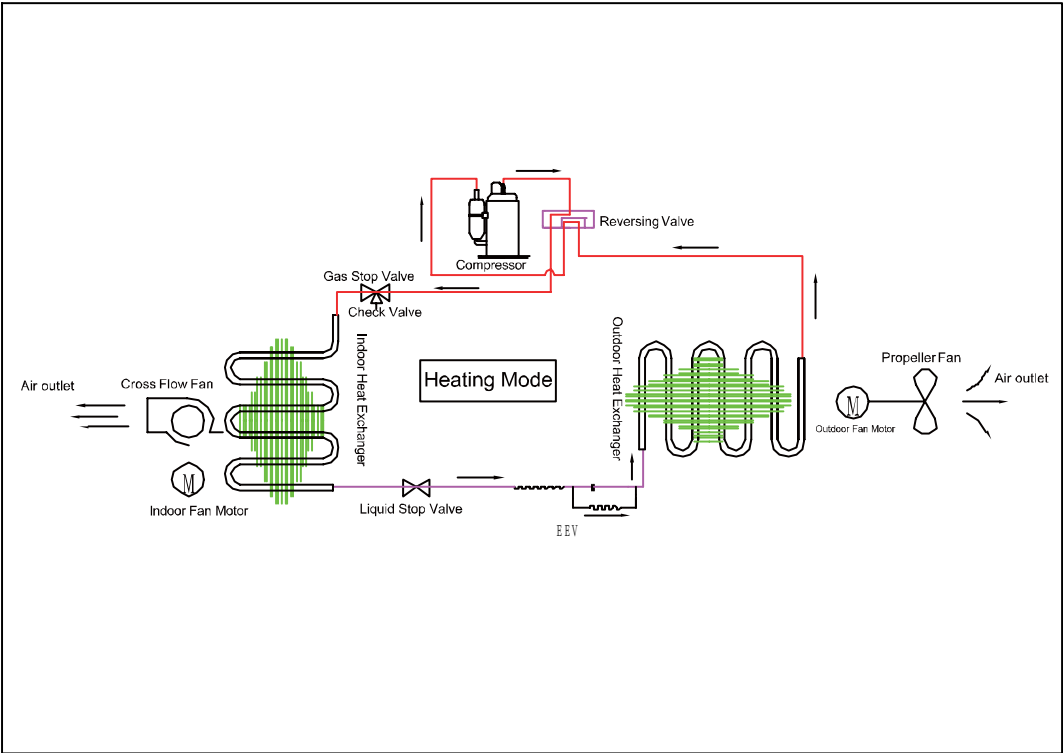 Reversing Valve
Compressor
Gas Stop Valve
Check Valve
Indoor Heat Exchanger
Outdoor Heat Exchanger
Heating Mode
Propeller Fan
Air outlet
Cross Flow Fan
Air outlet
M
Outdoor Fan Motor
M
Indoor Fan Motor
Liquid Stop Valve
EEV